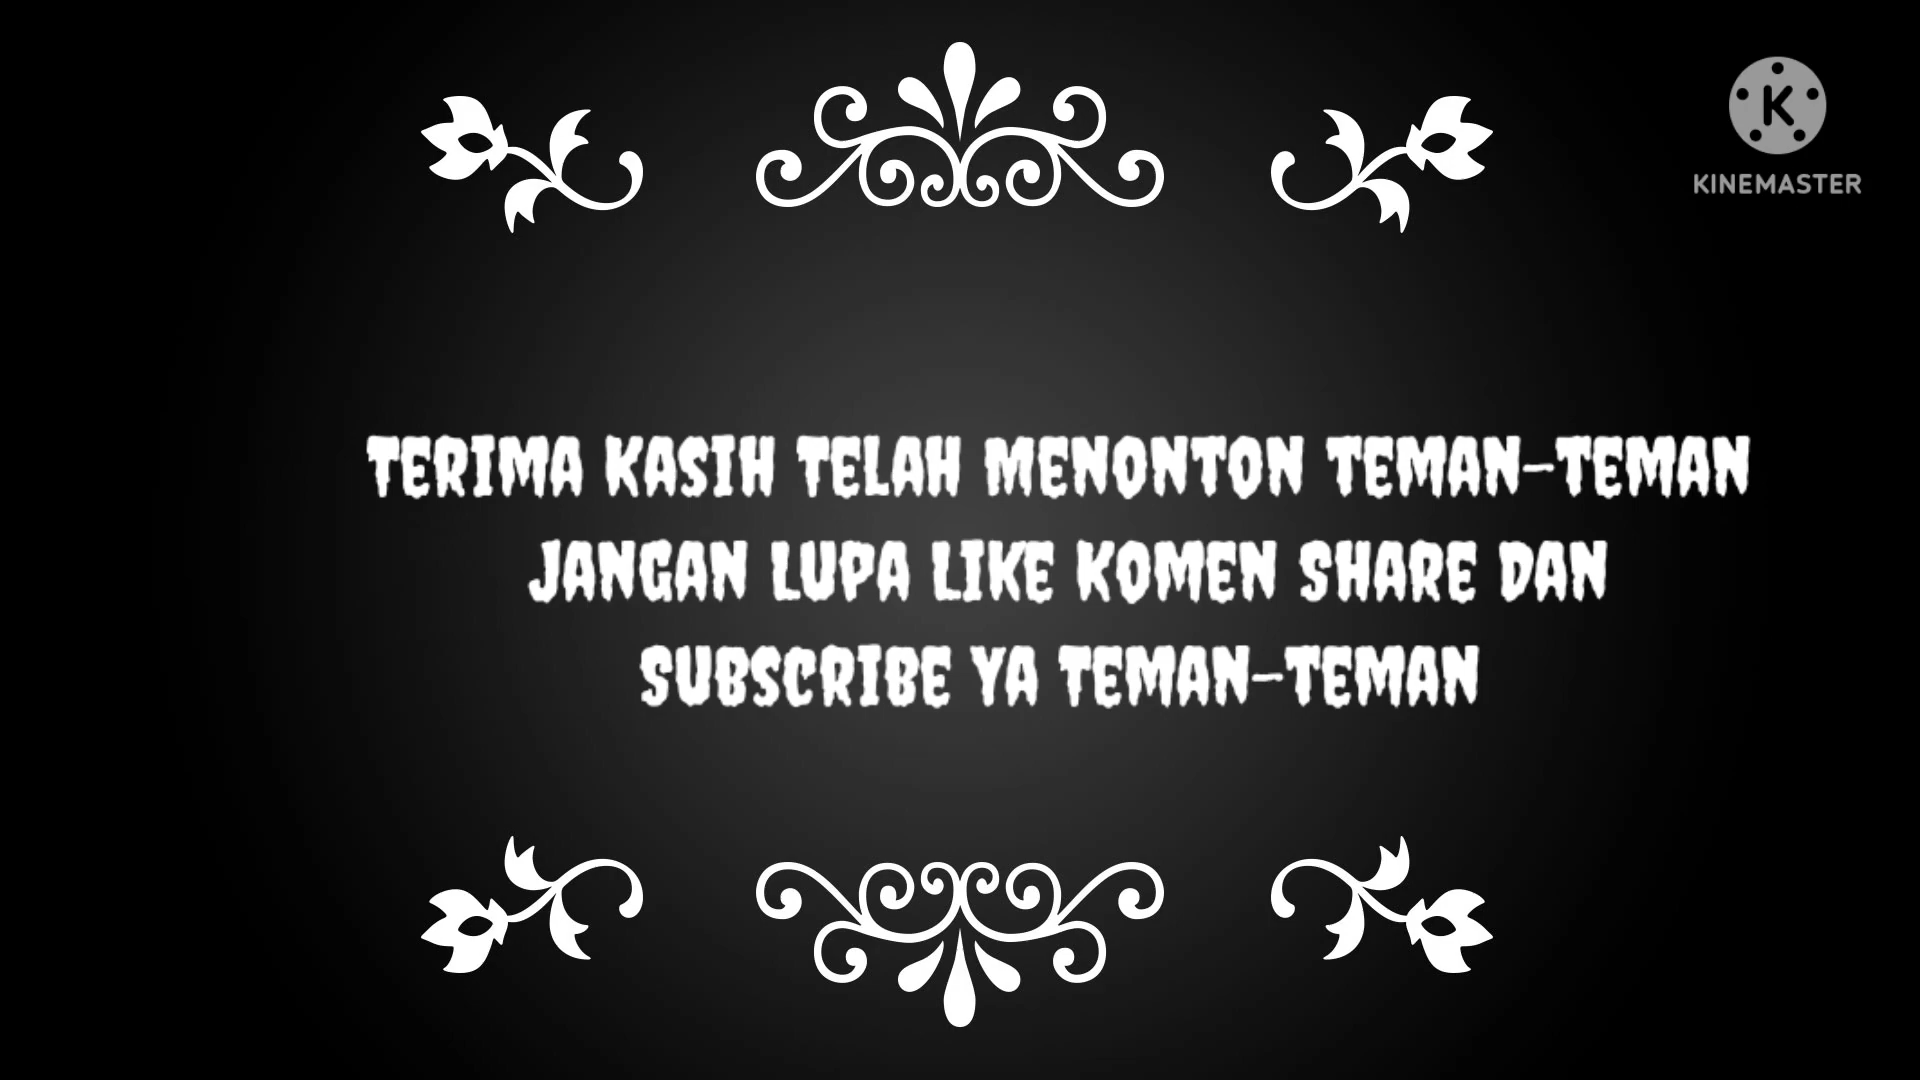 KINEMASTER
TERIMA KASIH TELAH MENONTON TEMAN-TEMAN
JANGAN LUPA LIKE KOMEN SHARE DAN
SUBSCRIBE YA TEMAN-TEMAN